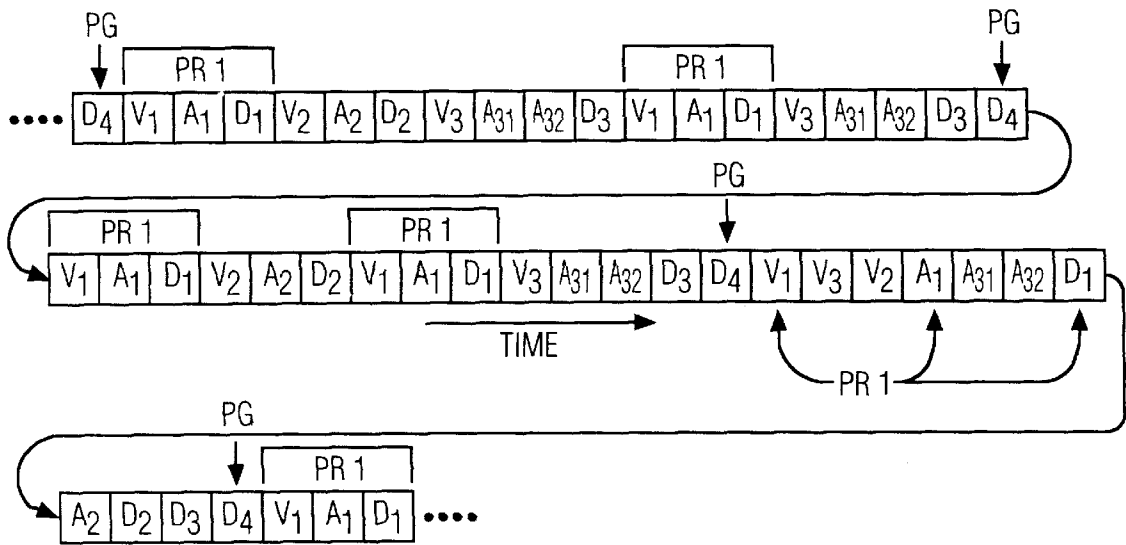 PG PG
PR 1 PR 1
•••• D4 V1 A1 D1 V2 A2 D2 V3 A31 A32 D3 V1 A1 D1 V3 A31 A32 D3 D4
PG
PR 1 PR 1
V1 A1 D1 V2 A2 D2 V1 A1 D1 V3 A31 A32 D3 D4 V1 V3 V2 A1 A31 A32 D1
TIME
PR 1
PG
PR 1
A2 D2 D3 D4 V1 A1 D1 ••••